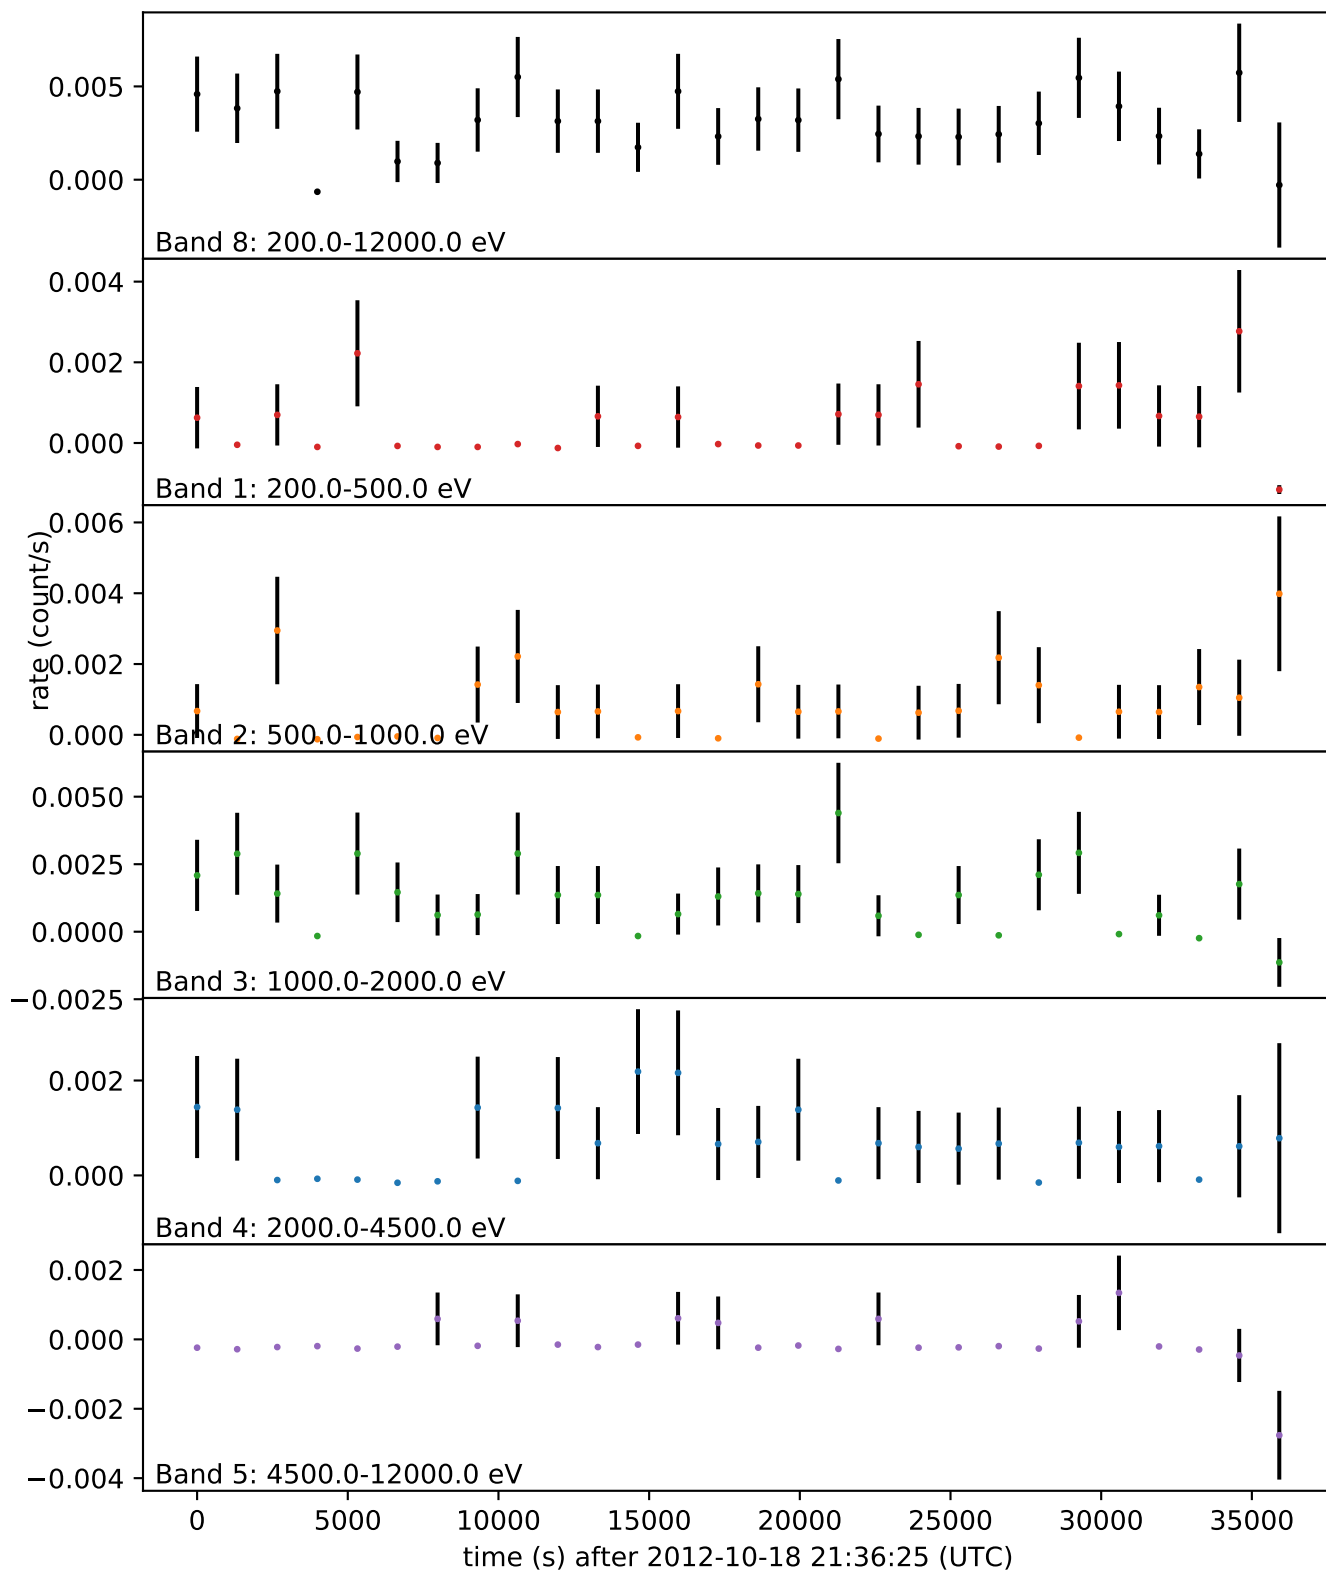 0.005
0.000
Band 8: 200.0-12000.0 eV
0.004
0.002
0.000
Band 1: 200.0-500.0 eV
rate (count/s)
0.006
0.004
0.002
0.000
Band 2: 500.0-1000.0 eV
0.0050
0.0025
0.0000
−0.0025
Band 3: 1000.0-2000.0 eV
0.002
0.000
Band 4: 2000.0-4500.0 eV
0.002
0.000
−0.002
−0.004
Band 5: 4500.0-12000.0 eV
0 5000 10000 15000 20000 25000 30000 35000
time (s) after 2012-10-18 21:36:25 (UTC)